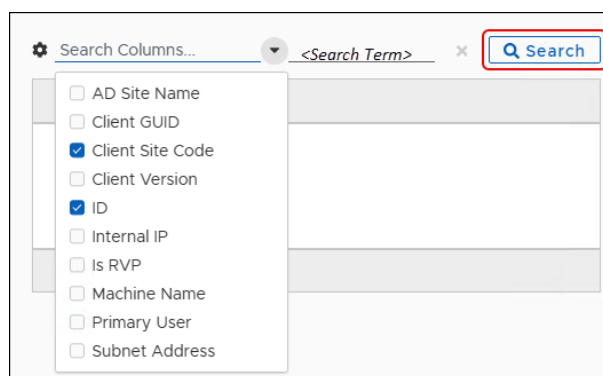 Search Columns... <Search Term> × Search
AD Site Name
Client GUID
Client Site Code
Client Version
ID
Internal IP
Is RVP
Machine Name
Primary User
Subnet Address